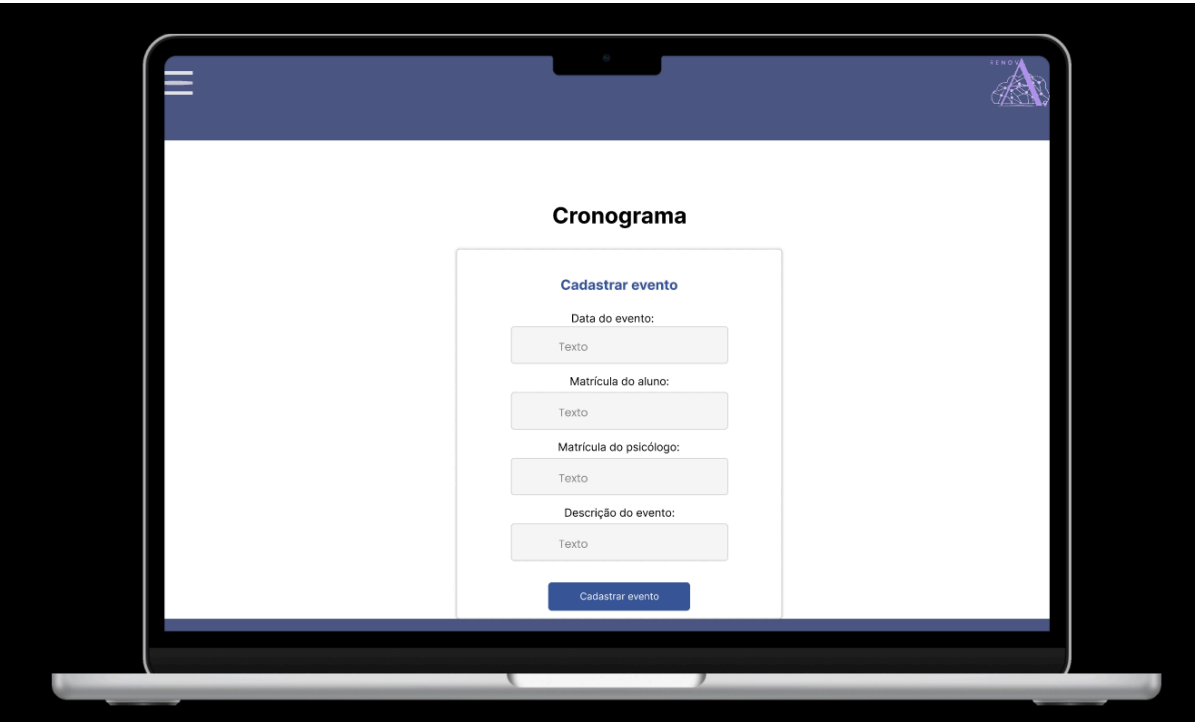 RENOV
Cronograma
Cadastrar evento
Data do evento:
Texto
Matrícula do aluno:
Texto
Matrícula do psicólogo:
Texto
Descrição do evento:
Texto
Cadastrar evento